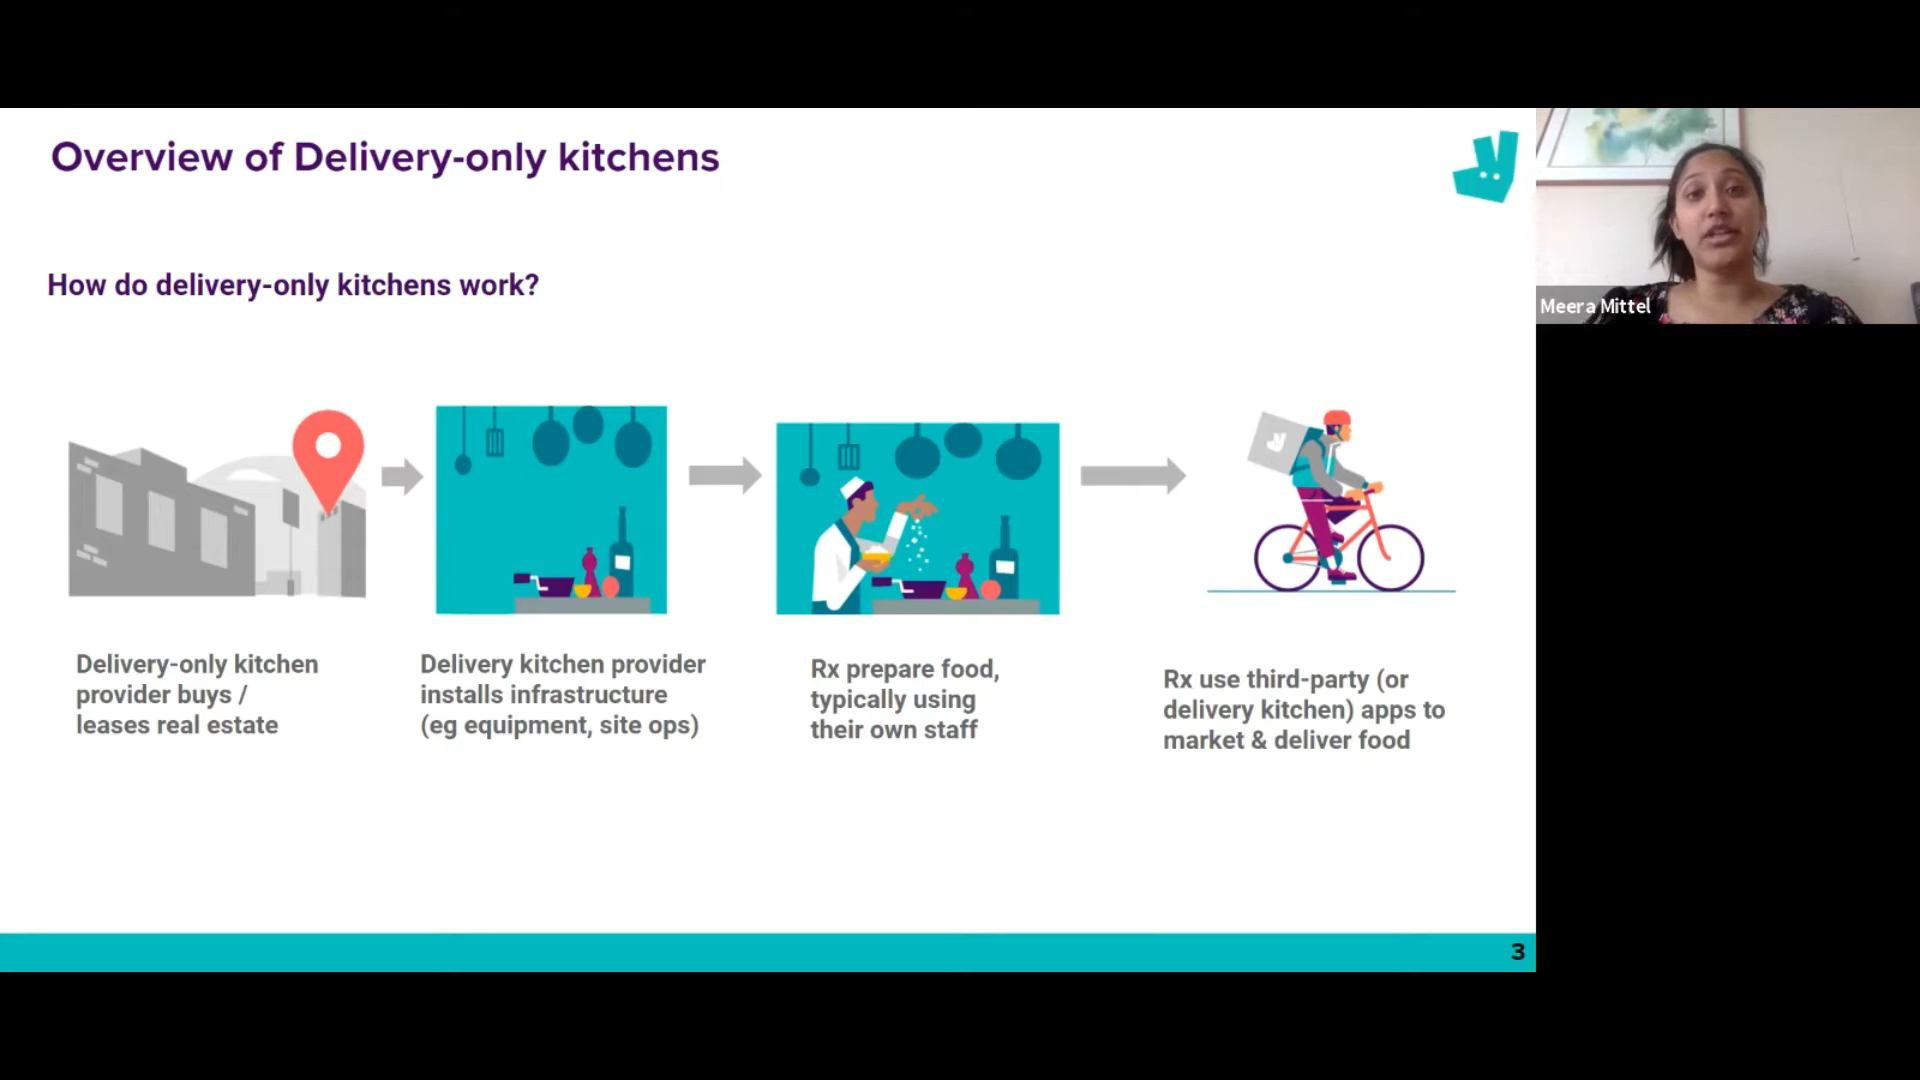 Overview of Delivery-only kitchens
Meera Mittel
How do delivery-only kitchens work?
Delivery-only kitchen
provider buys /
leases real estate
Delivery kitchen provider
installs infrastructure
(eg equipment, site ops)
Rx prepare food,
typically using
their own staff
Rx use third-party (or
delivery kitchen) apps to
market & deliver food
3